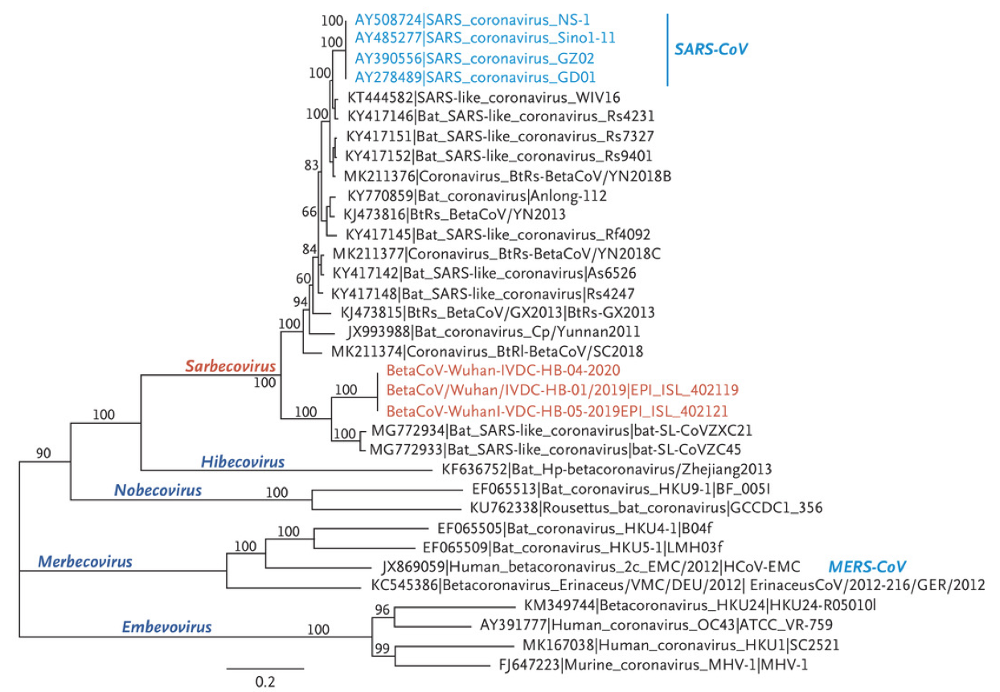 100
AY508724|SARS_coronavirus_NS-1
100
AY485277|SARS_coronavirus_Sino1-11
SARS-CoV
AY390556|SARS_coronavirus_GZ02
100
AY278489|SARS_coronavirus_GD01
KT444582|SARS-like_coronavirus_WIV16
100
KY417146|Bat_SARS-like_coronavirus_Rs4231
KY417151|Bat_SARS-like_coronavirus_Rs7327
KY417152|Bat_SARS-like_coronavirus_Rs9401
83
MK211376|Coronavirus_BtRs-BetaCoV/YN2018B
KY770859|Bat_coronavirus|Anlong-112
66
KJ473816|BtRs_BetaCoV/YN2013
KY417145|Bat_SARS-like_coronavirus_Rf4092
84
MK211377|Coronavirus_BtRs-BetaCoV/YN2018C
KY417142|Bat_SARS-like_coronavirus|As6526
60
KY417148|Bat_SARS-like_coronavirus|Rs4247
94
KJ473815|BtRs_BetaCoV/GX2013|BtRs-GX2013
100
JX993988|Bat_coronavirus_Cp/Yunnan2011
MK211374|Coronavirus_BtRl-BetaCoV/SC2018
Sarbecovirus
100
BetaCoV-Wuhan-IVDC-HB-04-2020
100
BetaCoV/Wuhan/IVDC-HB-01/2019|EPI_ISL_402119
100
BetaCoV-WuhanI-VDC-HB-05-2019EPI_ISL_402121
100
MG772934|Bat_SARS-like_coronavirus|bat-SL-CoVZXC21
100
MG772933|Bat_SARS-like_coronavirus|bat-SL-CoVZC45
90
Hibecovirus
KF636752|Bat_Hp-betacoronavirus/Zhejiang2013
Nobecovirus
100
EF065513|Bat_coronavirus_HKU9-1|BF_005I
KU762338|Rousettus_bat_coronavirus|GCCDC1_356
100
EF065505|Bat_coronavirus_HKU4-1|B04f
100
EF065509|Bat_coronavirus_HKU5-1|LMH03f
Merbecovirus
JX869059|Human_betacoronavirus_2c_EMC/2012|HCoV-EMC
MERS-CoV
KC545386|Betacoronavirus_Erinaceus/VMC/DEU/2012| ErinaceusCoV/2012-216/GER/2012
96
KM349744|Betacoronavirus_HKU24|HKU24-R05010l
Embevovirus
100
AY391777|Human_coronavirus_OC43|ATCC_VR-759
99
MK167038|Human_coronavirus_HKU1|SC2521
FJ647223|Murine_coronavirus_MHV-1|MHV-1
0.2